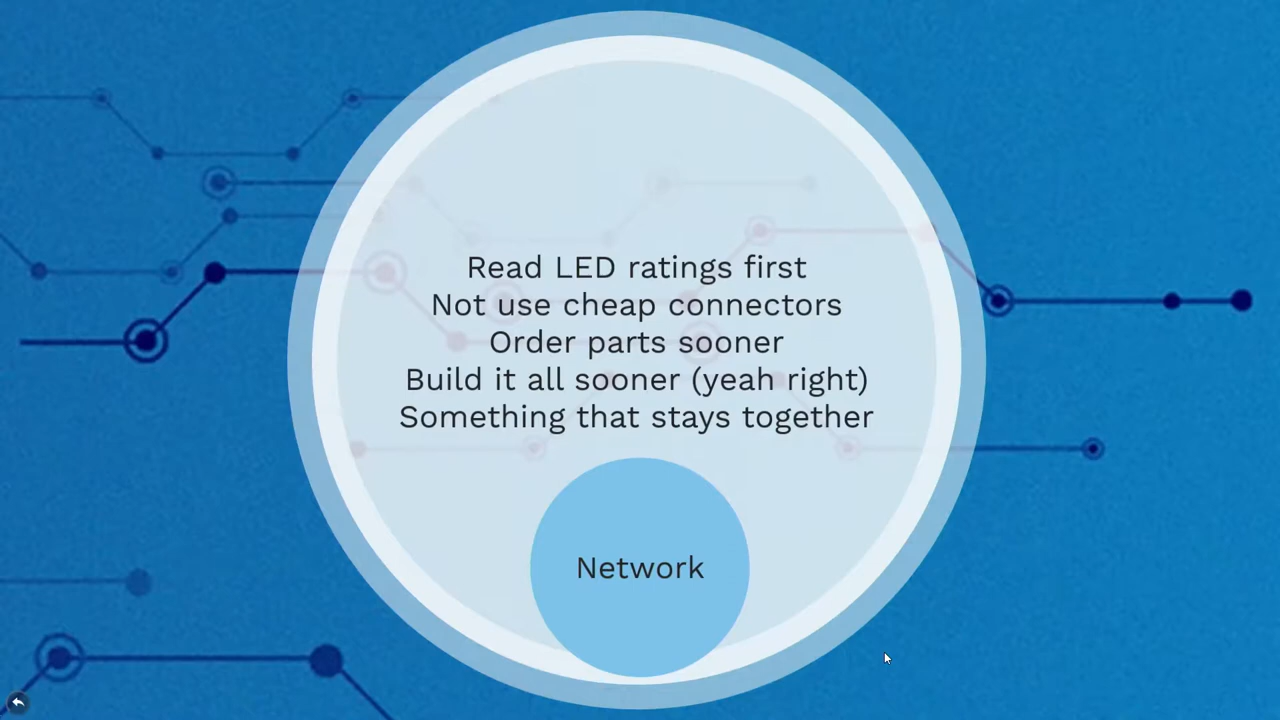 Read LED ratings first
Not use cheap connectors
Order parts sooner
Build it all sooner (yeah right)
Something that stays together
Network